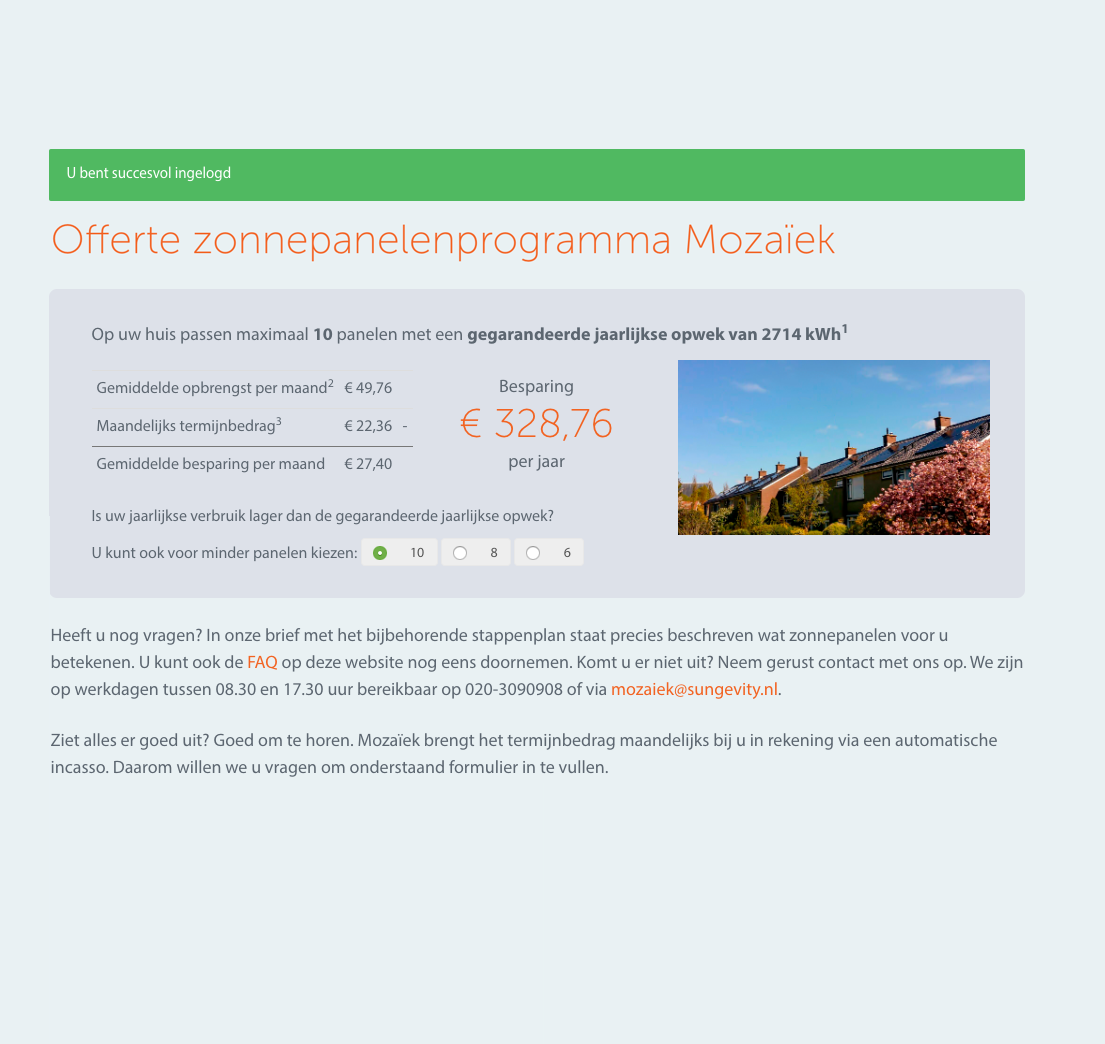 U bent succesvol ingelogd
Offerte zonnepanelenprogramma Mozaïek
Op uw huis passen maximaal 10 panelen met een gegarandeerde jaarlijkse opwek van 2714 kWh¹
Gemiddelde opbrengst per maand² € 49,76
Maandelijks termijnbedrag³ € 22,36 -
Gemiddelde besparing per maand € 27,40
Besparing
€ 328,76
per jaar
Is uw jaarlijkse verbruik lager dan de gegarandeerde jaarlijkse opwek?
U kunt ook voor minder panelen kiezen: 10 8 6
Heeft u nog vragen? In onze brief met het bijbehorende stappenplan staat precies beschreven wat zonnepanelen voor u
betekenen. U kunt ook de FAQ op deze website nog eens doornemen. Komt u er niet uit? Neem gerust contact met ons op. We zijn
op werkdagen tussen 08.30 en 17.30 uur bereikbaar op 020-3090908 of via mozaiek@sungevity.nl.
Ziet alles er goed uit? Goed om te horen. Mozaïek brengt het termijnbedrag maandelijks bij u in rekening via een automatische
incasso. Daarom willen we u vragen om onderstaand formulier in te vullen.